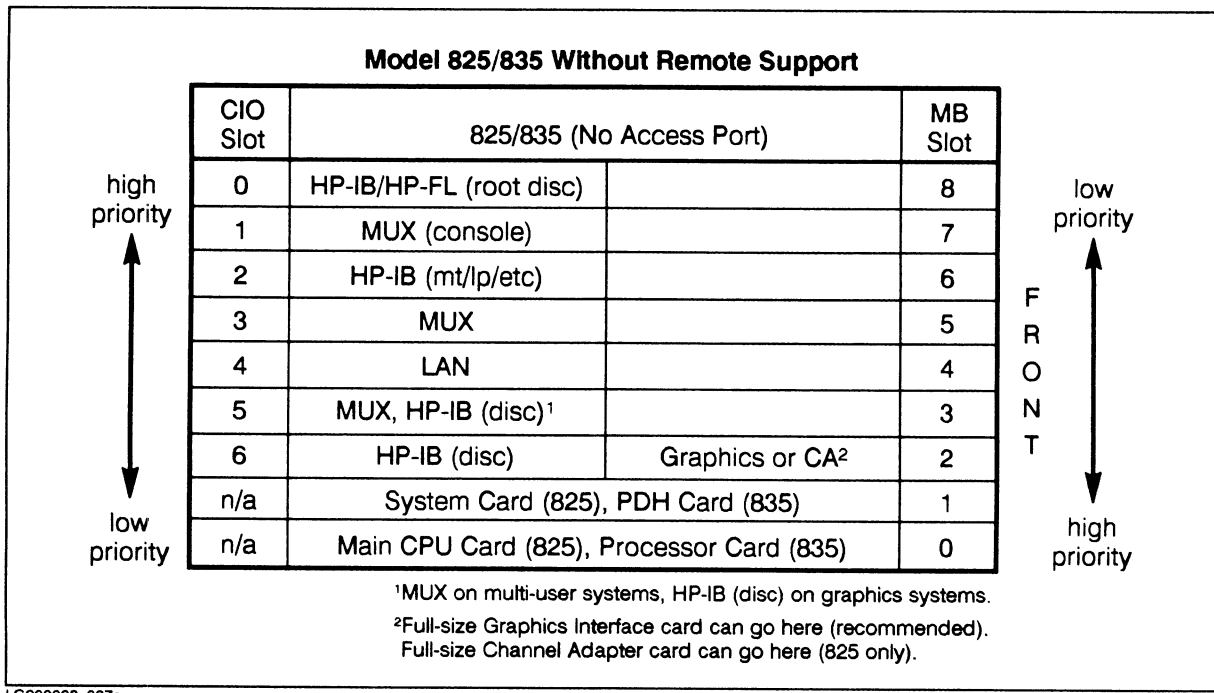 Model 825/835 Without Remote Support
CIO Slot 825/835 (No Access Port) MB Slot
high priority
low priority
0 HP-IB/HP-FL (root disc) 8
1 MUX (console) 7
2 HP-IB (mt/lp/etc) 6
3 MUX 5
4 LAN 4
5 MUX, HP-IB (disc)¹ 3
6 HP-IB (disc) Graphics or CA² 2
n/a System Card (825), PDH Card (835) 1
n/a Main CPU Card (825), Processor Card (835) 0
low priority
high priority
FRONT
¹MUX on multi-user systems, HP-IB (disc) on graphics systems.
²Full-size Graphics Interface card can go here (recommended).
Full-size Channel Adapter card can go here (825 only).